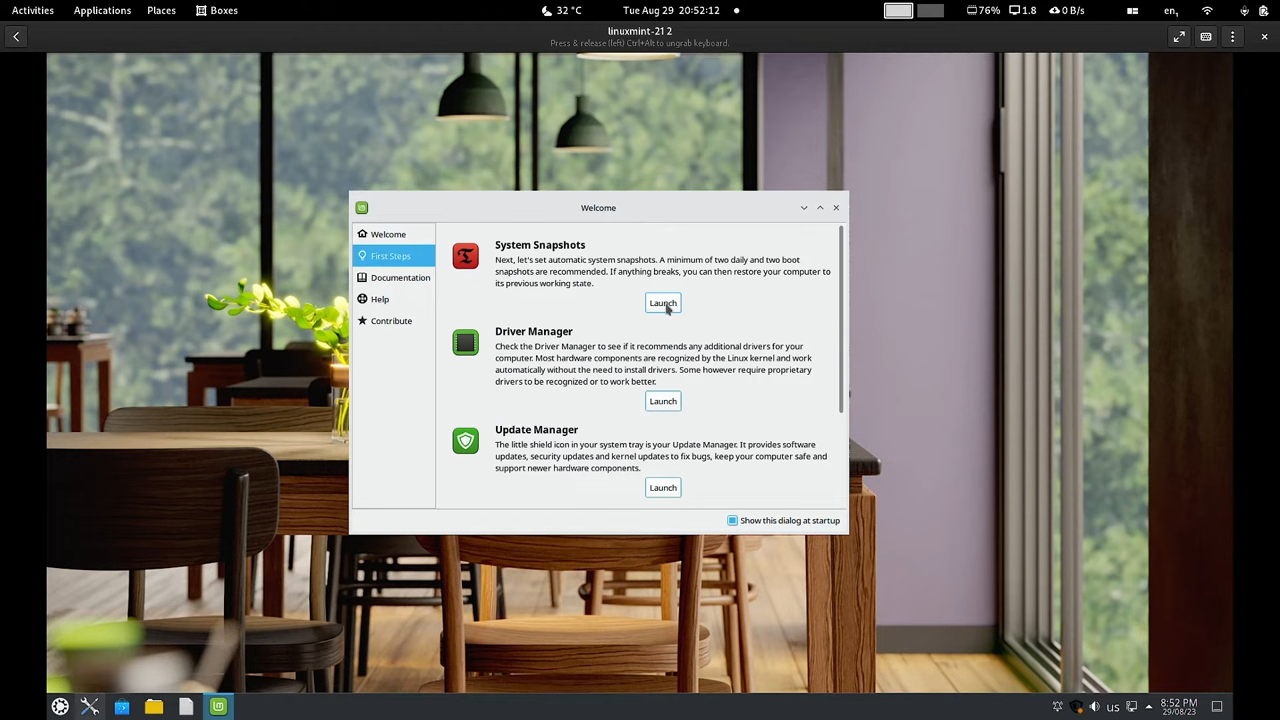 Activities Applications Places Boxes 32 °C Tue Aug 29 20:52:12 76% 1.8 0 B/s en₁
linuxmint-21 2
Press & release (left) Ctrl+Alt to ungrab keyboard.
Welcome
Welcome
First Steps
Documentation
Help
Contribute
System Snapshots
Next, let's set automatic system snapshots. A minimum of two daily and two boot
snapshots are recommended. If anything breaks, you can then restore your computer to
its previous working state.
Launch
Driver Manager
Check the Driver Manager to see if it recommends any additional drivers for your
computer. Most hardware components are recognized by the Linux kernel and work
automatically without the need to install drivers. Some however require proprietary
drivers to be recognized or to work better.
Launch
Update Manager
The little shield icon in your system tray is your Update Manager. It provides software
updates, security updates and kernel updates to fix bugs, keep your computer safe and
support newer hardware components.
Launch
Show this dialog at startup
us 8:52 PM
29/08/23